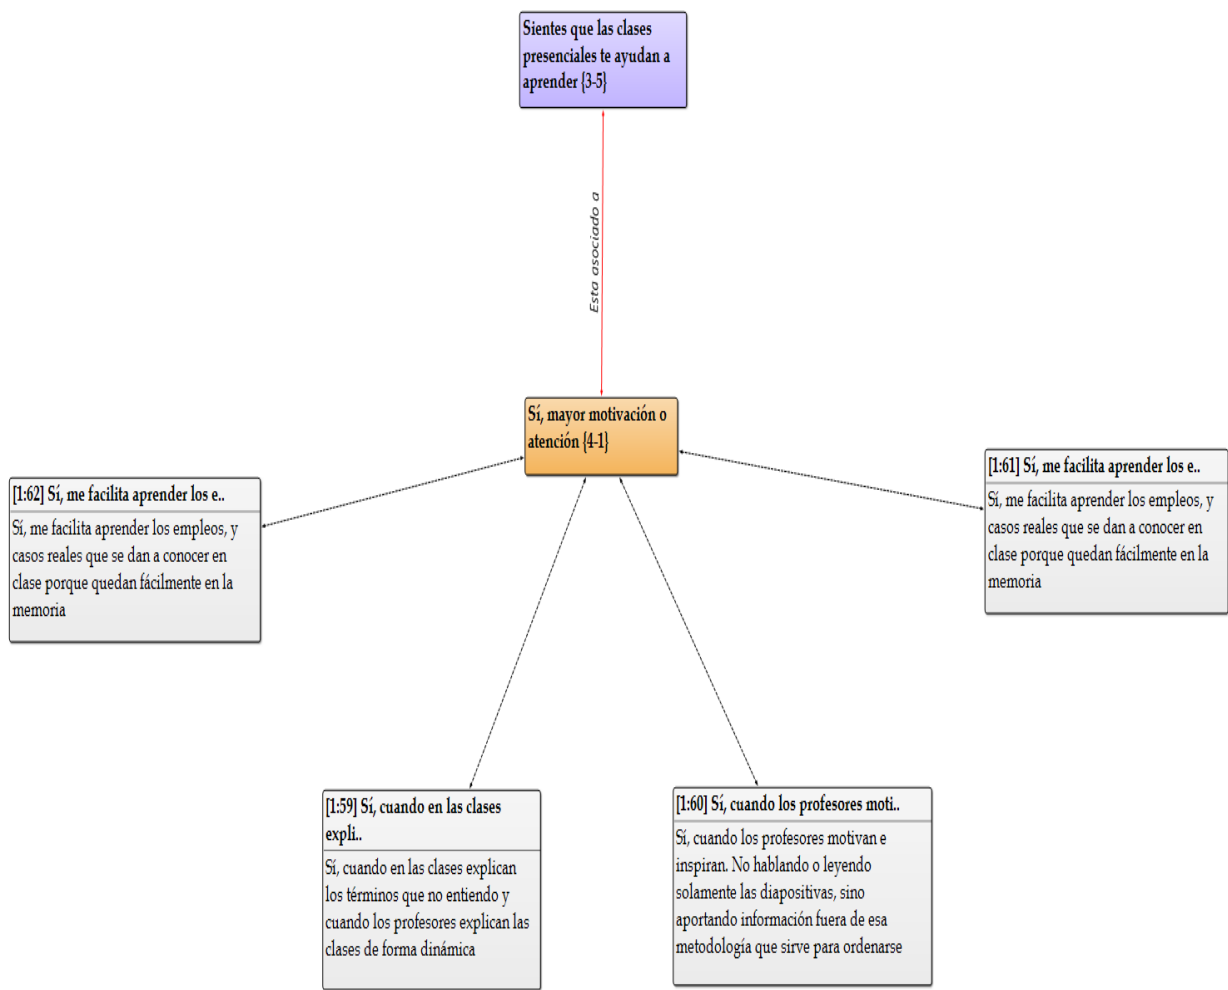 Sientes que las clases
presenciales te ayudan a
aprender {3-5}
Esta asociado a
Sí, mayor motivación o
atención {4-1}
[1:62] Sí, me facilita aprender los e..
Sí, me facilita aprender los empleos, y
casos reales que se dan a conocer en
clase porque quedan fácilmente en la
memoria
[1:61] Sí, me facilita aprender los e..
Sí, me facilita aprender los empleos, y
casos reales que se dan a conocer en
clase porque quedan fácilmente en la
memoria
[1:59] Sí, cuando en las clases
expli..
Sí, cuando en las clases explican
los términos que no entiendo y
cuando los profesores explican las
clases de forma dinámica
[1:60] Sí, cuando los profesores moti..
Sí, cuando los profesores motivan e
inspiran. No hablando o leyendo
solamente las diapositivas, sino
aportando información fuera de esa
metodología que sirve para ordenarse